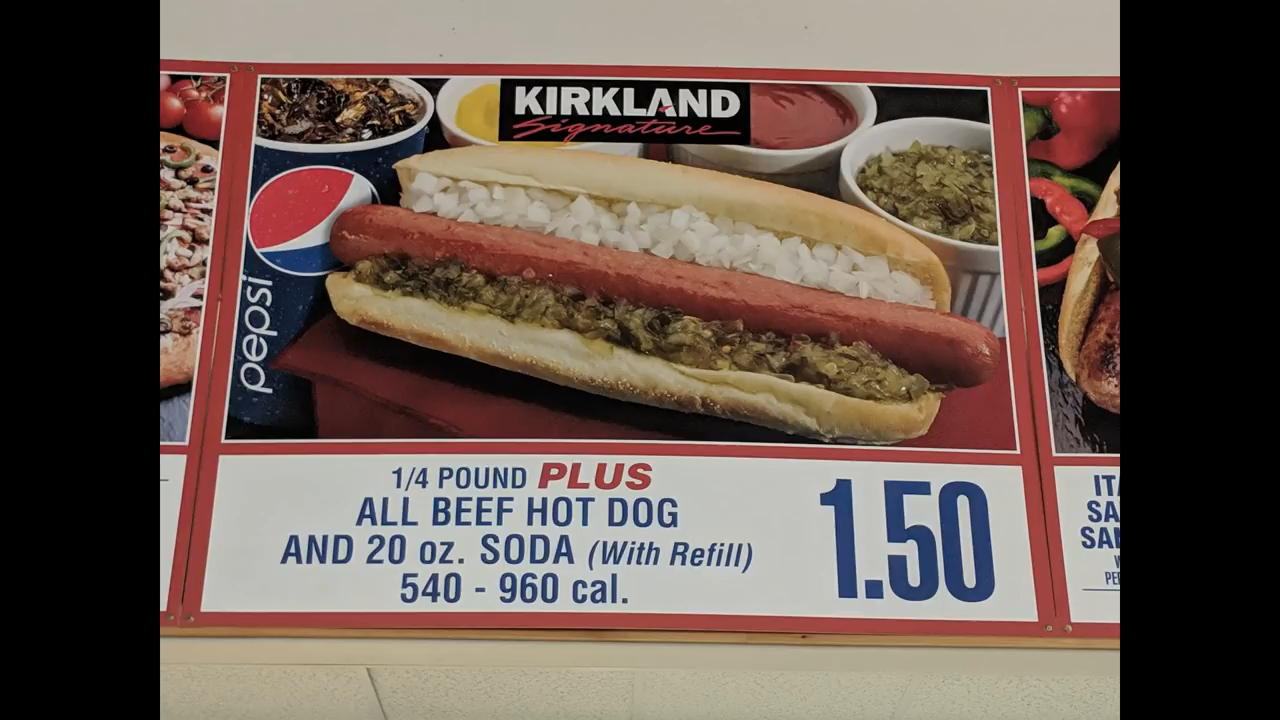 KIRKLAND
Signature
pepsi
1/4 POUND PLUS
ALL BEEF HOT DOG
AND 20 oz. SODA (With Refill)
540 - 960 cal.
1.50